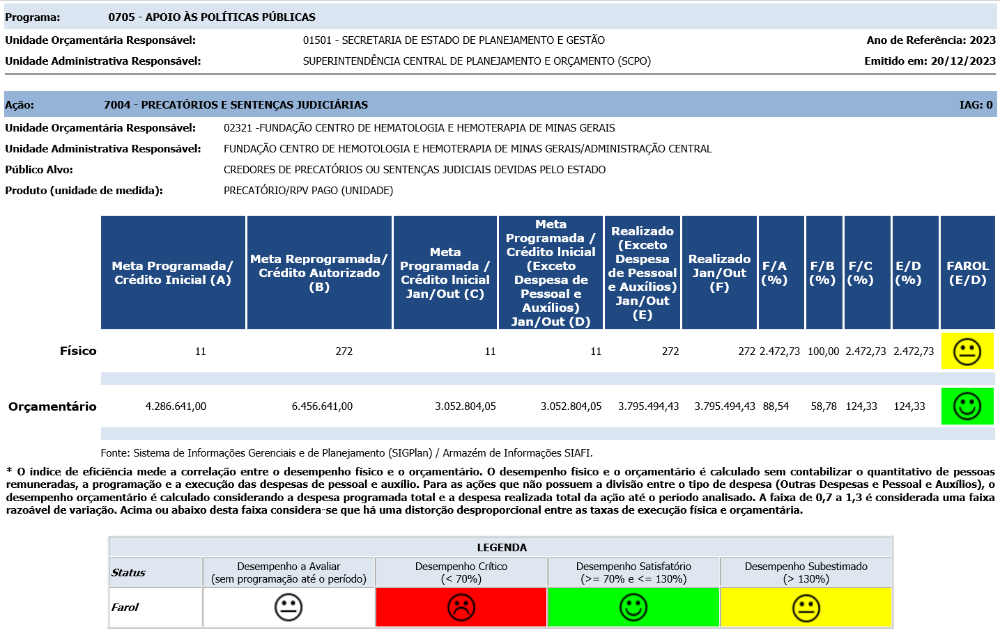 Programa: 0705 - APOIO ÀS POLÍTICAS PÚBLICAS
Unidade Orçamentária Responsável: 01501 - SECRETARIA DE ESTADO DE PLANEJAMENTO E GESTÃO Ano de Referência: 2023
Unidade Administrativa Responsável: SUPERINTENDÊNCIA CENTRAL DE PLANEJAMENTO E ORÇAMENTO (SCPO) Emitido em: 20/12/2023
Ação: 7004 - PRECATÓRIOS E SENTENÇAS JUDICIÁRIAS IAG: 0
Unidade Orçamentária Responsável: 02321 -FUNDAÇÃO CENTRO DE HEMATOLOGIA E HEMOTERAPIA DE MINAS GERAIS
Unidade Administrativa Responsável: FUNDAÇÃO CENTRO DE HEMOTOLOGIA E HEMOTERAPIA DE MINAS GERAIS/ADMINISTRAÇÃO CENTRAL
Público Alvo: CREDORES DE PRECATÓRIOS OU SENTENÇAS JUDICIAIS DEVIDAS PELO ESTADO
Produto (unidade de medida): PRECATÓRIO/RPV PAGO (UNIDADE)
Meta Programada/
Crédito Inicial (A)
Meta Reprogramada/
Crédito Autorizado
(B)
Meta
Programada /
Crédito Inicial
Jan/Out (C)
Meta
Programada /
Crédito Inicial
(Exceto
Despesa de
Pessoal e
Auxílios)
Jan/Out (D)
Realizado
(Exceto
Despesa
de Pessoal
e Auxílios)
Jan/Out
(E)
Realizado
Jan/Out
(F)
F/A
(%)
F/B
(%)
F/C
(%)
E/D
(%)
FAROL
(E/D)
Físico 11 272 11 11 272 272 2.472,73 100,00 2.472,73 2.472,73
Orçamentário 4.286.641,00 6.456.641,00 3.052.804,05 3.052.804,05 3.795.494,43 3.795.494,43 88,54 58,78 124,33 124,33
Fonte: Sistema de Informações Gerenciais e de Planejamento (SIGPlan) / Armazém de Informações SIAFI.
* O índice de eficiência mede a correlação entre o desempenho físico e o orçamentário. O desempenho físico e o orçamentário é calculado sem contabilizar o quantitativo de pessoas
remuneradas, a programação e a execução das despesas de pessoal e auxílio. Para as ações que não possuem a divisão entre o tipo de despesa (Outras Despesas e Pessoal e Auxílios), o
desempenho orçamentário é calculado considerando a despesa programada total e a despesa realizada total da ação até o período analisado. A faixa de 0,7 a 1,3 é considerada uma faixa
razoável de variação. Acima ou abaixo desta faixa considera-se que há uma distorção desproporcional entre as taxas de execução física e orçamentária.
LEGENDA
Status
Desempenho a Avaliar
(sem programação até o período)
Desempenho Crítico
(< 70%)
Desempenho Satisfatório
(>= 70% e <= 130%)
Desempenho Subestimado
(> 130%)
Farol